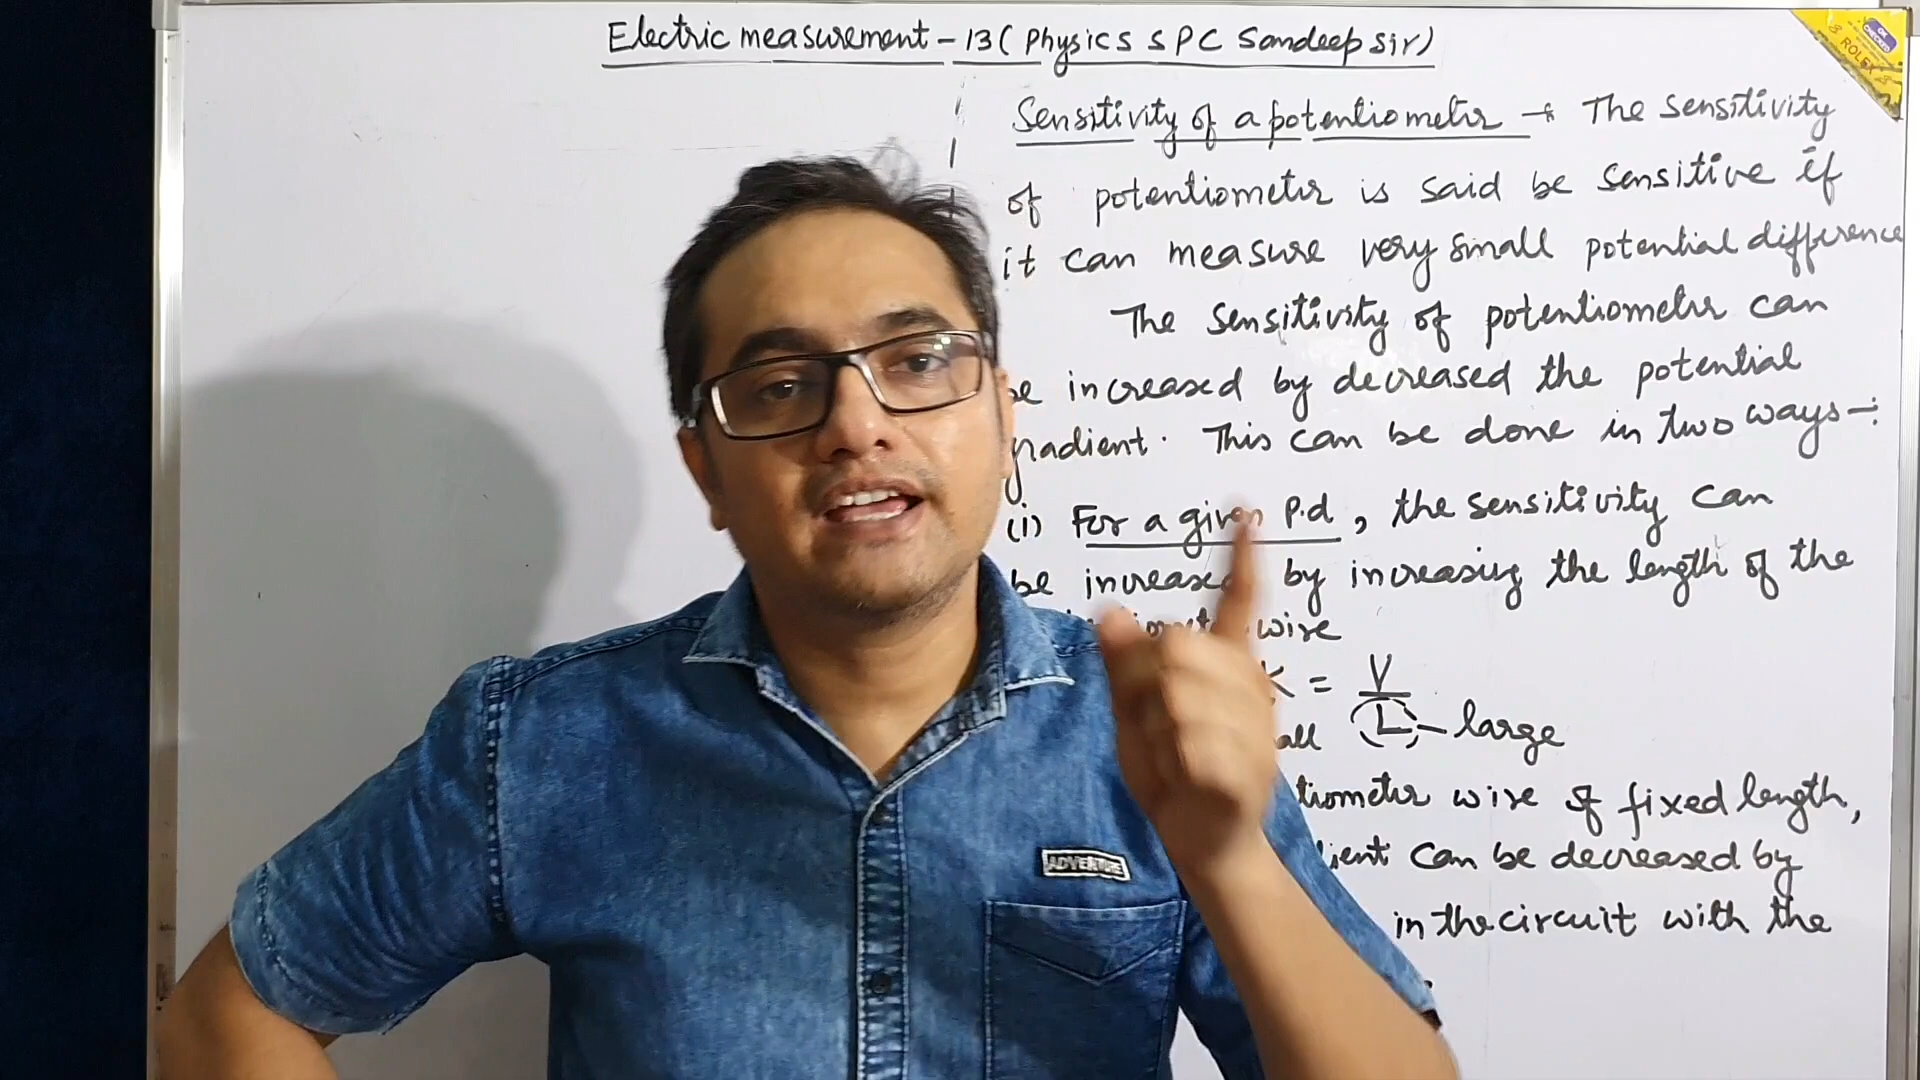 Electric measurement - 13 ( Physics SPC Sandeep Sir )
Sensitivity of a potentiometer → The sensitivity
of potentiometer is said be sensitive if
it can measure very small potential difference
The sensitivity of potentiometer can
increased by decreased the potential
gradient. This can be done in two ways -:
(i) For a given p.d, the sensitivity can
be increased by increasing the length of the
wire
K = V
L - large
wire of fixed length,
can be decreased by
in the circuit with the
ADVENTURE
ROLEX
OK
CHECKED